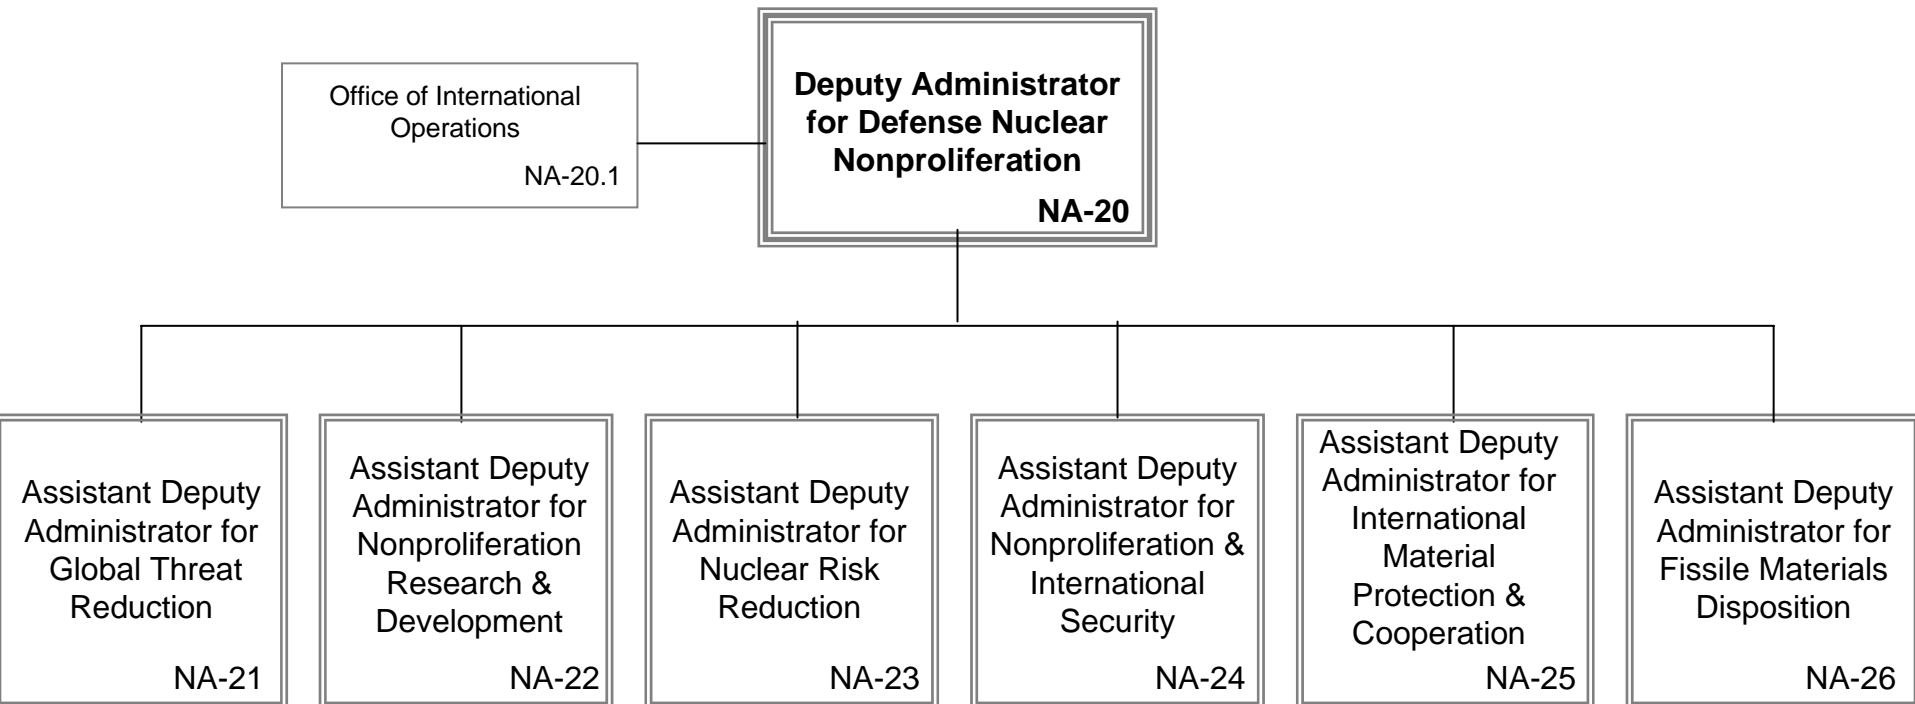 Office of International
Operations
NA-20.1
Deputy Administrator
for Defense Nuclear
Nonproliferation
NA-20
Assistant Deputy
Administrator for
Global Threat
Reduction
NA-21
Assistant Deputy
Administrator for
Nonproliferation
Research &
Development
NA-22
Assistant Deputy
Administrator for
Nuclear Risk
Reduction
NA-23
Assistant Deputy
Administrator for
Nonproliferation &
International
Security
NA-24
Assistant Deputy
Administrator for
International
Material
Protection &
Cooperation
NA-25
Assistant Deputy
Administrator for
Fissile Materials
Disposition
NA-26